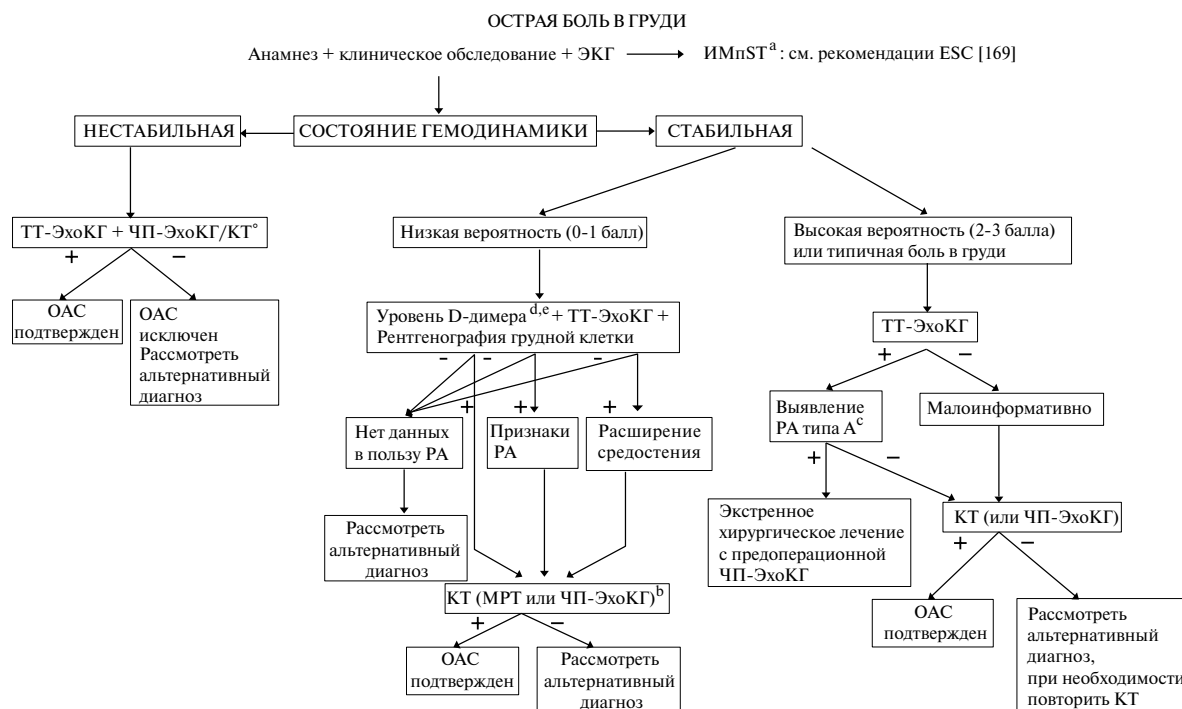 ОСТРАЯ БОЛЬ В ГРУДИ
Анамнез + клиническое обследование + ЭКГ
ИМпST^a : см. рекомендации ESC [169]
НЕСТАБИЛЬНАЯ
СОСТОЯНИЕ ГЕМОДИНАМИКИ
СТАБИЛЬНАЯ
ТТ-ЭхоКГ + ЧП-ЭхоКГ/КТ°
+
–
ОАС
подтвержден
ОАС
исключен
Рассмотреть
альтернативный
диагноз
Низкая вероятность (0-1 балл)
Уровень D-димера^d,e + ТТ-ЭхоКГ +
Рентгенография грудной клетки
- - -
+ + +
Нет данных
в пользу РА
Признаки
РА
Расширение
средостения
Рассмотреть
альтернативный
диагноз
КТ (МРТ или ЧП-ЭхоКГ)^b
+
–
ОАС
подтвержден
Рассмотреть
альтернативный
диагноз
Высокая вероятность (2-3 балла)
или типичная боль в груди
ТТ-ЭхоКГ
+
–
Выявление
РА типа А^c
Малоинформативно
+
–
Экстренное
хирургическое лечение
с предоперационной
ЧП-ЭхоКГ
КТ (или ЧП-ЭхоКГ)
+
–
ОАС
подтвержден
Рассмотреть
альтернативный
диагноз,
при необходимости
повторить КТ